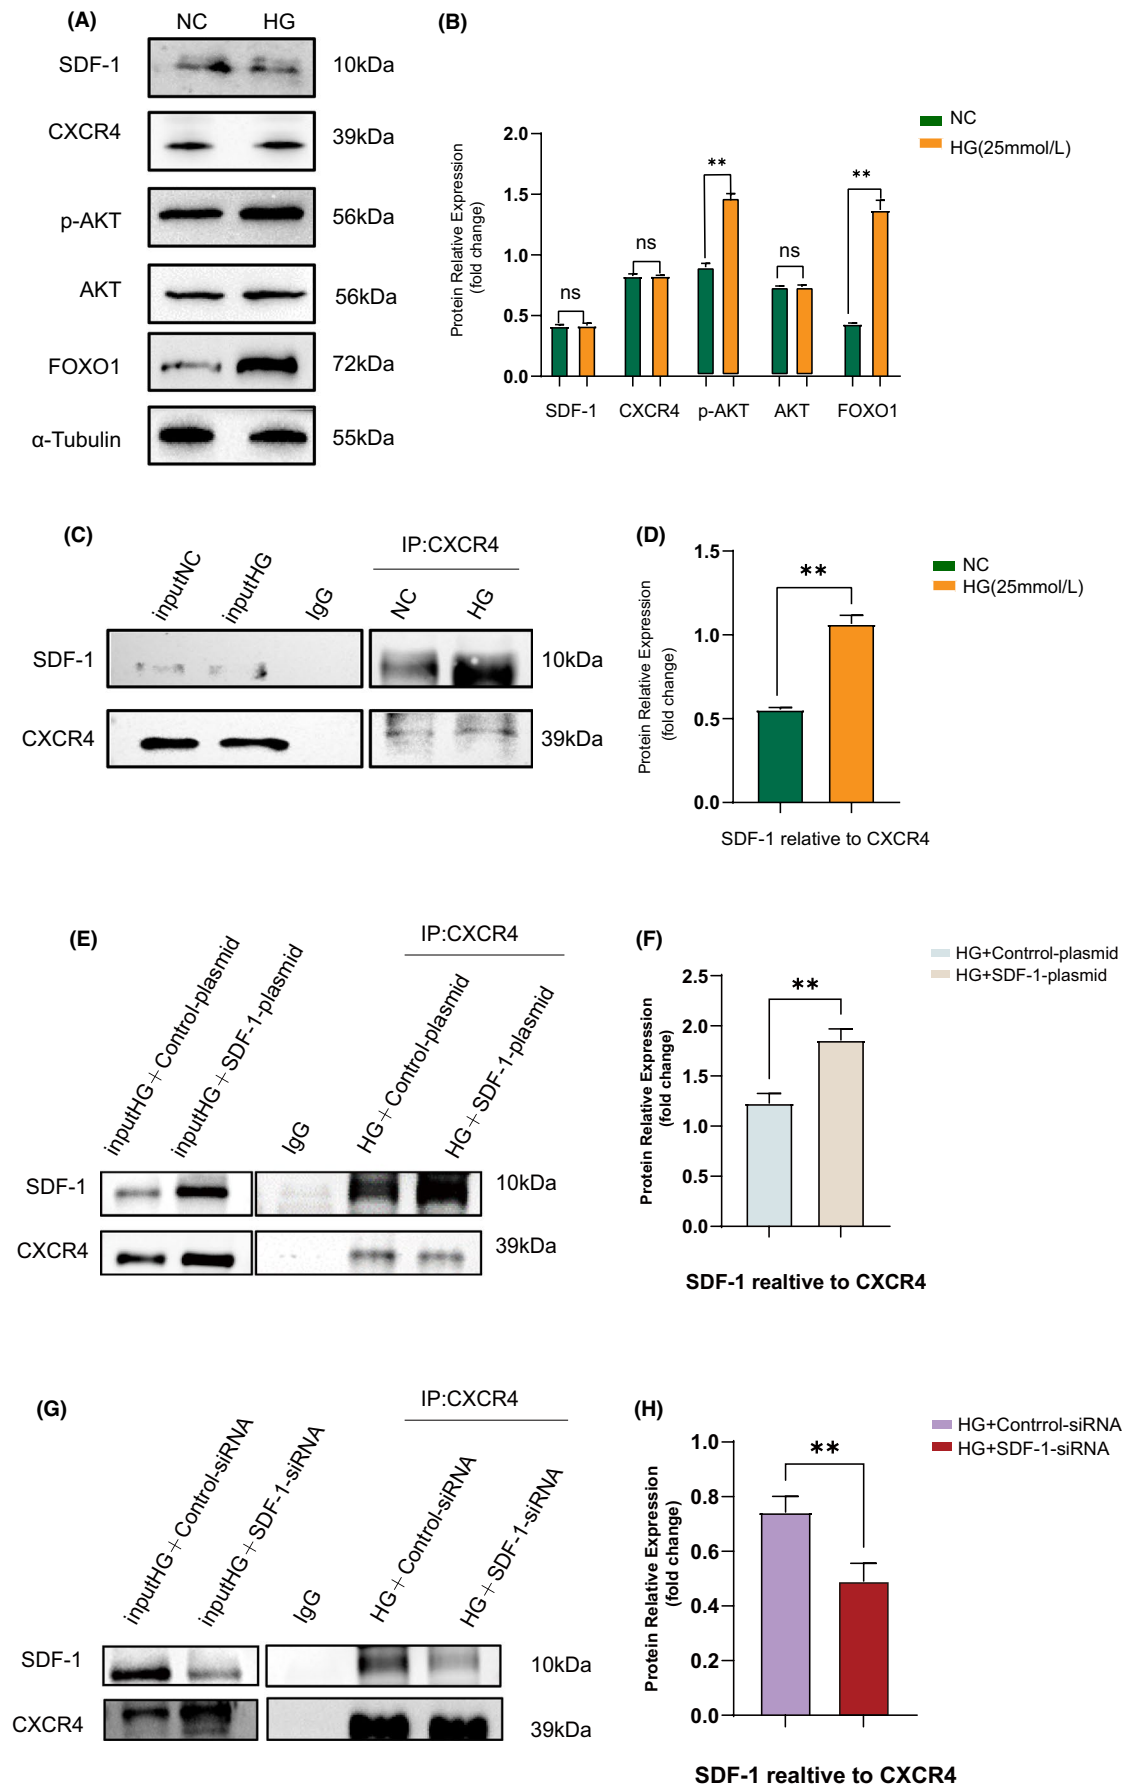 (A)
NC HG
SDF-1 10kDa
CXCR4 39kDa
p-AKT 56kDa
AKT 56kDa
FOXO1 72kDa
α-Tubulin 55kDa
(B)
NC
HG(25mmol/L)
Protein Relative Expression
(fold change)
2.0
1.5
1.0
0.5
0.0
ns
ns
**
ns
**
SDF-1 CXCR4 p-AKT AKT FOXO1
(C)
IP:CXCR4
inputNC inputHG IgG NC HG
SDF-1 10kDa
CXCR4 39kDa
(D)
NC
HG(25mmol/L)
Protein Relative Expression
(fold change)
1.5
1.0
0.5
0.0
**
SDF-1 relative to CXCR4
(E)
IP:CXCR4
inputHG+Control-plasmid inputHG+SDF-1-plasmid IgG HG+Control-plasmid HG+SDF-1-plasmid
SDF-1 10kDa
CXCR4 39kDa
(F)
HG+Contrrol-plasmid
HG+SDF-1-plasmid
Protein Relative Expression
(fold change)
2.5
2.0
1.5
1.0
0.5
0.0
**
SDF-1 realtive to CXCR4
(G)
IP:CXCR4
inputHG+Control-siRNA inputHG+SDF-1-siRNA IgG HG+Control-siRNA HG+SDF-1-siRNA
SDF-1 10kDa
CXCR4 39kDa
(H)
HG+Contrrol-siRNA
HG+SDF-1-siRNA
Protein Relative Expression
(fold change)
1.0
0.8
0.6
0.4
0.2
0.0
**
SDF-1 realtive to CXCR4